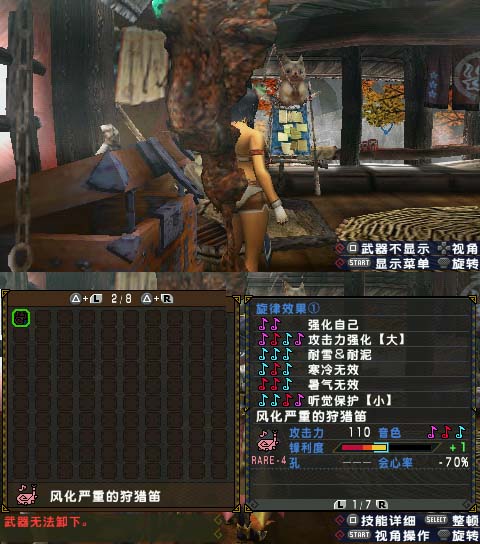 武器不显示 视角
START 显示菜单 旋转
△+L 2/8 △+R
风化严重的狩猎笛
武器无法卸下。
旋律效果①
强化自己
攻击力强化【大】
耐雪&耐泥
寒冷无效
暑气无效
听觉保护【小】
风化严重的狩猎笛
攻击力 110 音色
锋利度 +1
RARE-4 孔 --- 会心率 -70%
L 1/7 R
技能详细 SELECT 整顿
START 视角操作 旋转